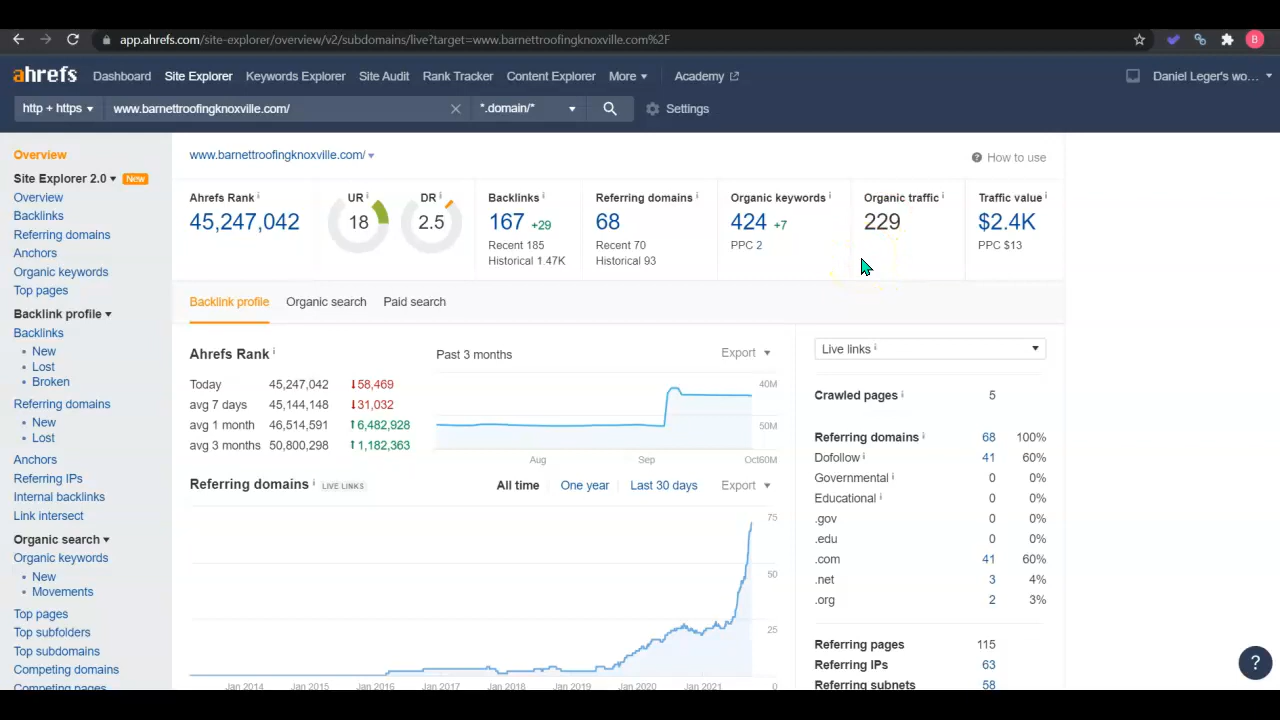 app.ahrefs.com/site-explorer/overview/v2/subdomains/live?target=www.barnettroofingknoxville.com%2F
B
ahrefs Dashboard Site Explorer Keywords Explorer Site Audit Rank Tracker Content Explorer More Academy Daniel Leger's wo...
http + https www.barnettroofingknoxville.com/ *.domain/* Settings
Overview
Site Explorer 2.0 New
Overview
Backlinks
Referring domains
Anchors
Organic keywords
Top pages
Backlink profile
Backlinks
• New
• Lost
• Broken
Referring domains
• New
• Lost
Anchors
Referring IPs
Internal backlinks
Link intersect
Organic search
Organic keywords
• New
• Movements
Top pages
Top subfolders
Top subdomains
Competing domains
Competing pages
www.barnettroofingknoxville.com/
How to use
Ahrefs Rank
45,247,042
UR
18
DR
2.5
Backlinks
167 +29
Recent 185
Historical 1.47K
Referring domains
68
Recent 70
Historical 93
Organic keywords
424 +7
PPC 2
Organic traffic
229
Traffic value
$2.4K
PPC $13
Backlink profile Organic search Paid search
Ahrefs Rank
Today 45,247,042 ↓58,469
avg 7 days 45,144,148 ↓31,032
avg 1 month 46,514,591 ↑6,482,928
avg 3 months 50,800,298 ↑1,182,363
Past 3 months Export
40M
50M
Aug Sep Oct 60M
Referring domains LIVE LINKS All time One year Last 30 days Export
75
50
25
0
Jan 2014 Jan 2015 Jan 2016 Jan 2017 Jan 2018 Jan 2019 Jan 2020 Jan 2021
Live links
Crawled pages 5
Referring domains 68 100%
Dofollow 41 60%
Governmental 0 0%
Educational 0 0%
.gov 0 0%
.edu 0 0%
.com 41 60%
.net 3 4%
.org 2 3%
Referring pages 115
Referring IPs 63
Referring subnets 58
?